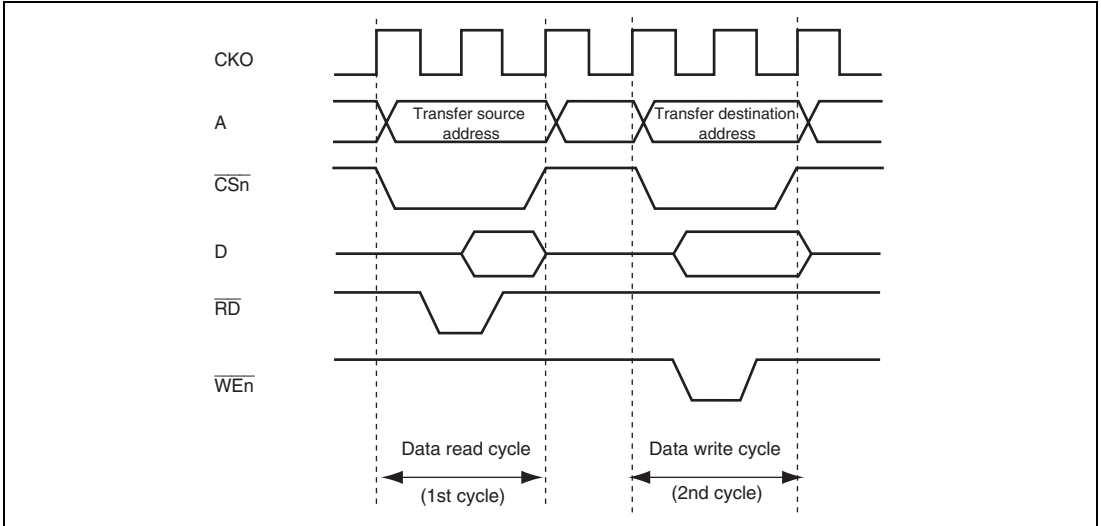 CKO
A
Transfer source
address
Transfer destination
address
CSn
D
RD
WEn
Data read cycle
(1st cycle)
Data write cycle
(2nd cycle)